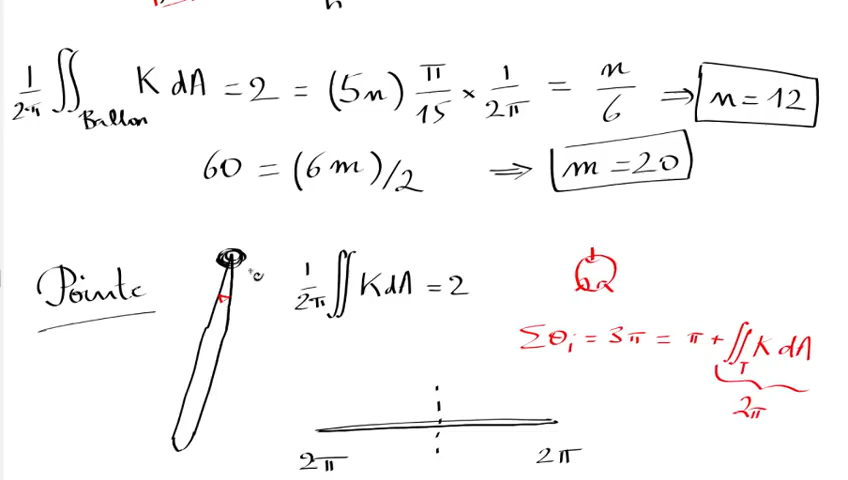 1/2π ∬_Ballon K dA = 2 = (5n) π/15 × 1/2π = n/6 ⇒ n = 12
60 = (6m)/2 ⇒ m = 20
Pointe
1/2π ∬ K dA = 2
Σθi = 3π = π + ∬_T K dA
2π
2π 2π